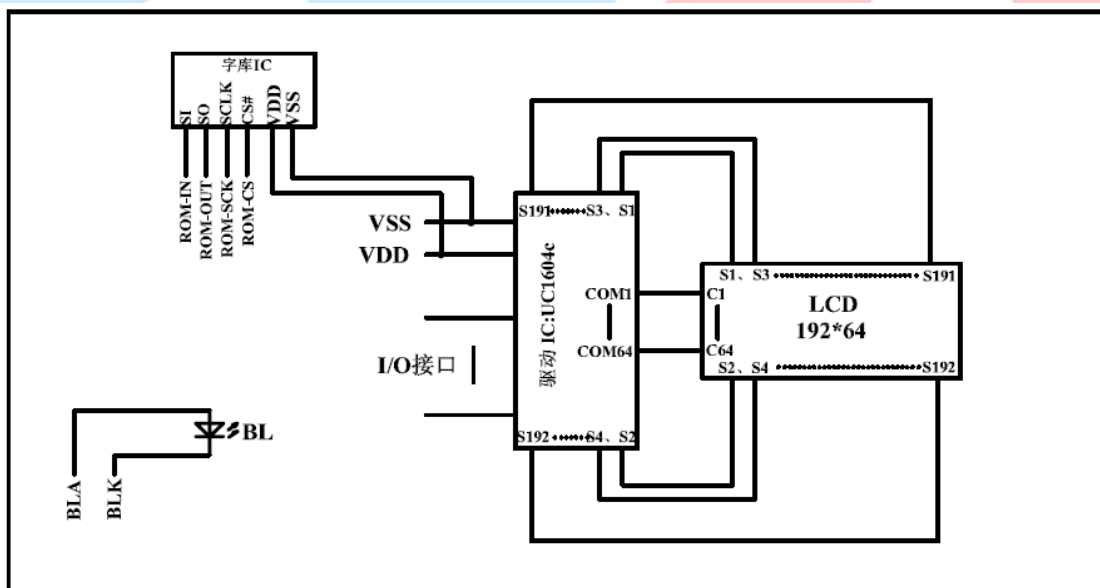 字库IC
SI SO SCLK CS# VDD VSS
ROM-IN ROM-OUT ROM-SCK ROM-CS
VSS
VDD
I/O接口
S191 S3、S1
驱动 IC:UC1604c
COM1
COM64
S192 S4、S2
S1、S3 S191
C1
LCD
192*64
C64
S2、S4 S192
BL
BLA BLK